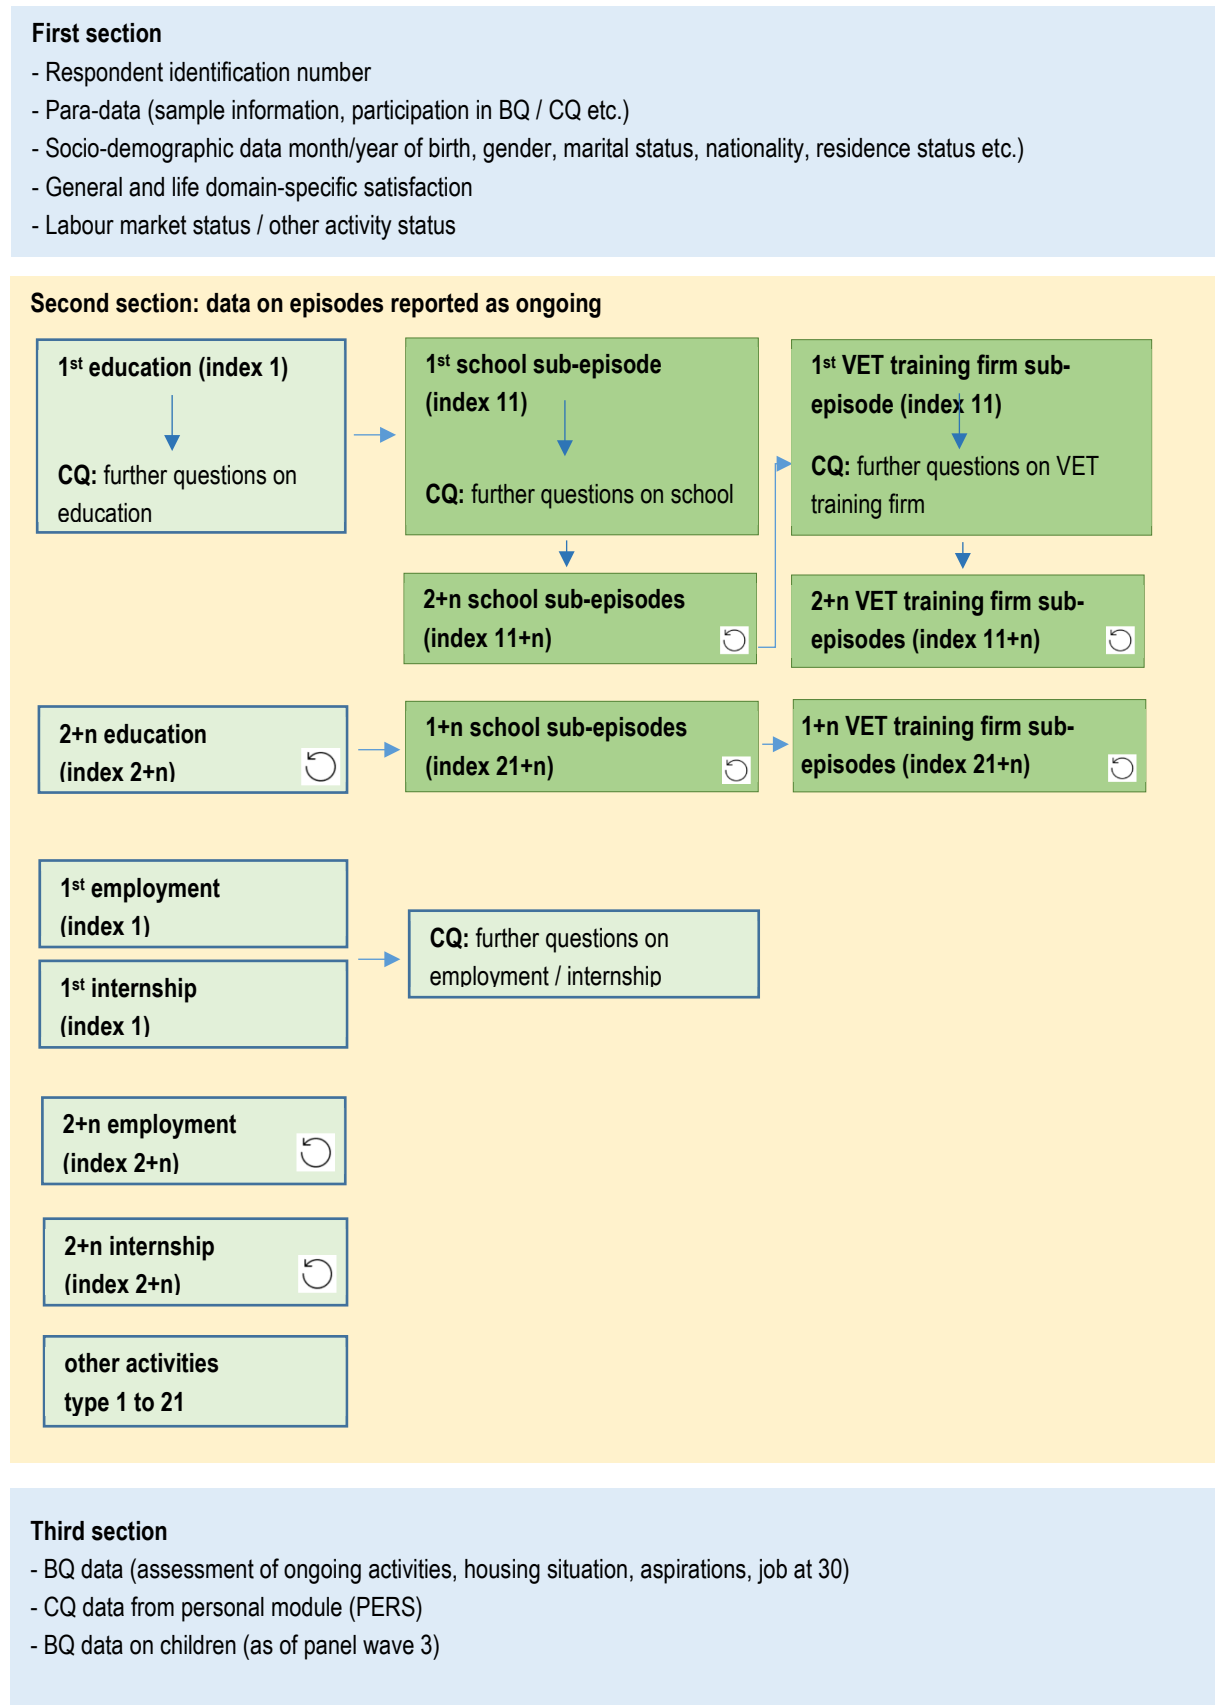 First section
- Respondent identification number
- Para-data (sample information, participation in BQ / CQ etc.)
- Socio-demographic data month/year of birth, gender, marital status, nationality, residence status etc.)
- General and life domain-specific satisfaction
- Labour market status / other activity status
Second section: data on episodes reported as ongoing
1st education (index 1)
CQ: further questions on
education
1st school sub-episode
(index 11)
CQ: further questions on school
1st VET training firm sub-
episode (index 11)
CQ: further questions on VET
training firm
2+n school sub-episodes
(index 11+n)
2+n VET training firm sub-
episodes (index 11+n)
2+n education
(index 2+n)
1+n school sub-episodes
(index 21+n)
1+n VET training firm sub-
episodes (index 21+n)
1st employment
(index 1)
1st internship
(index 1)
CQ: further questions on
employment / internship
2+n employment
(index 2+n)
2+n internship
(index 2+n)
other activities
type 1 to 21
Third section
- BQ data (assessment of ongoing activities, housing situation, aspirations, job at 30)
- CQ data from personal module (PERS)
- BQ data on children (as of panel wave 3)